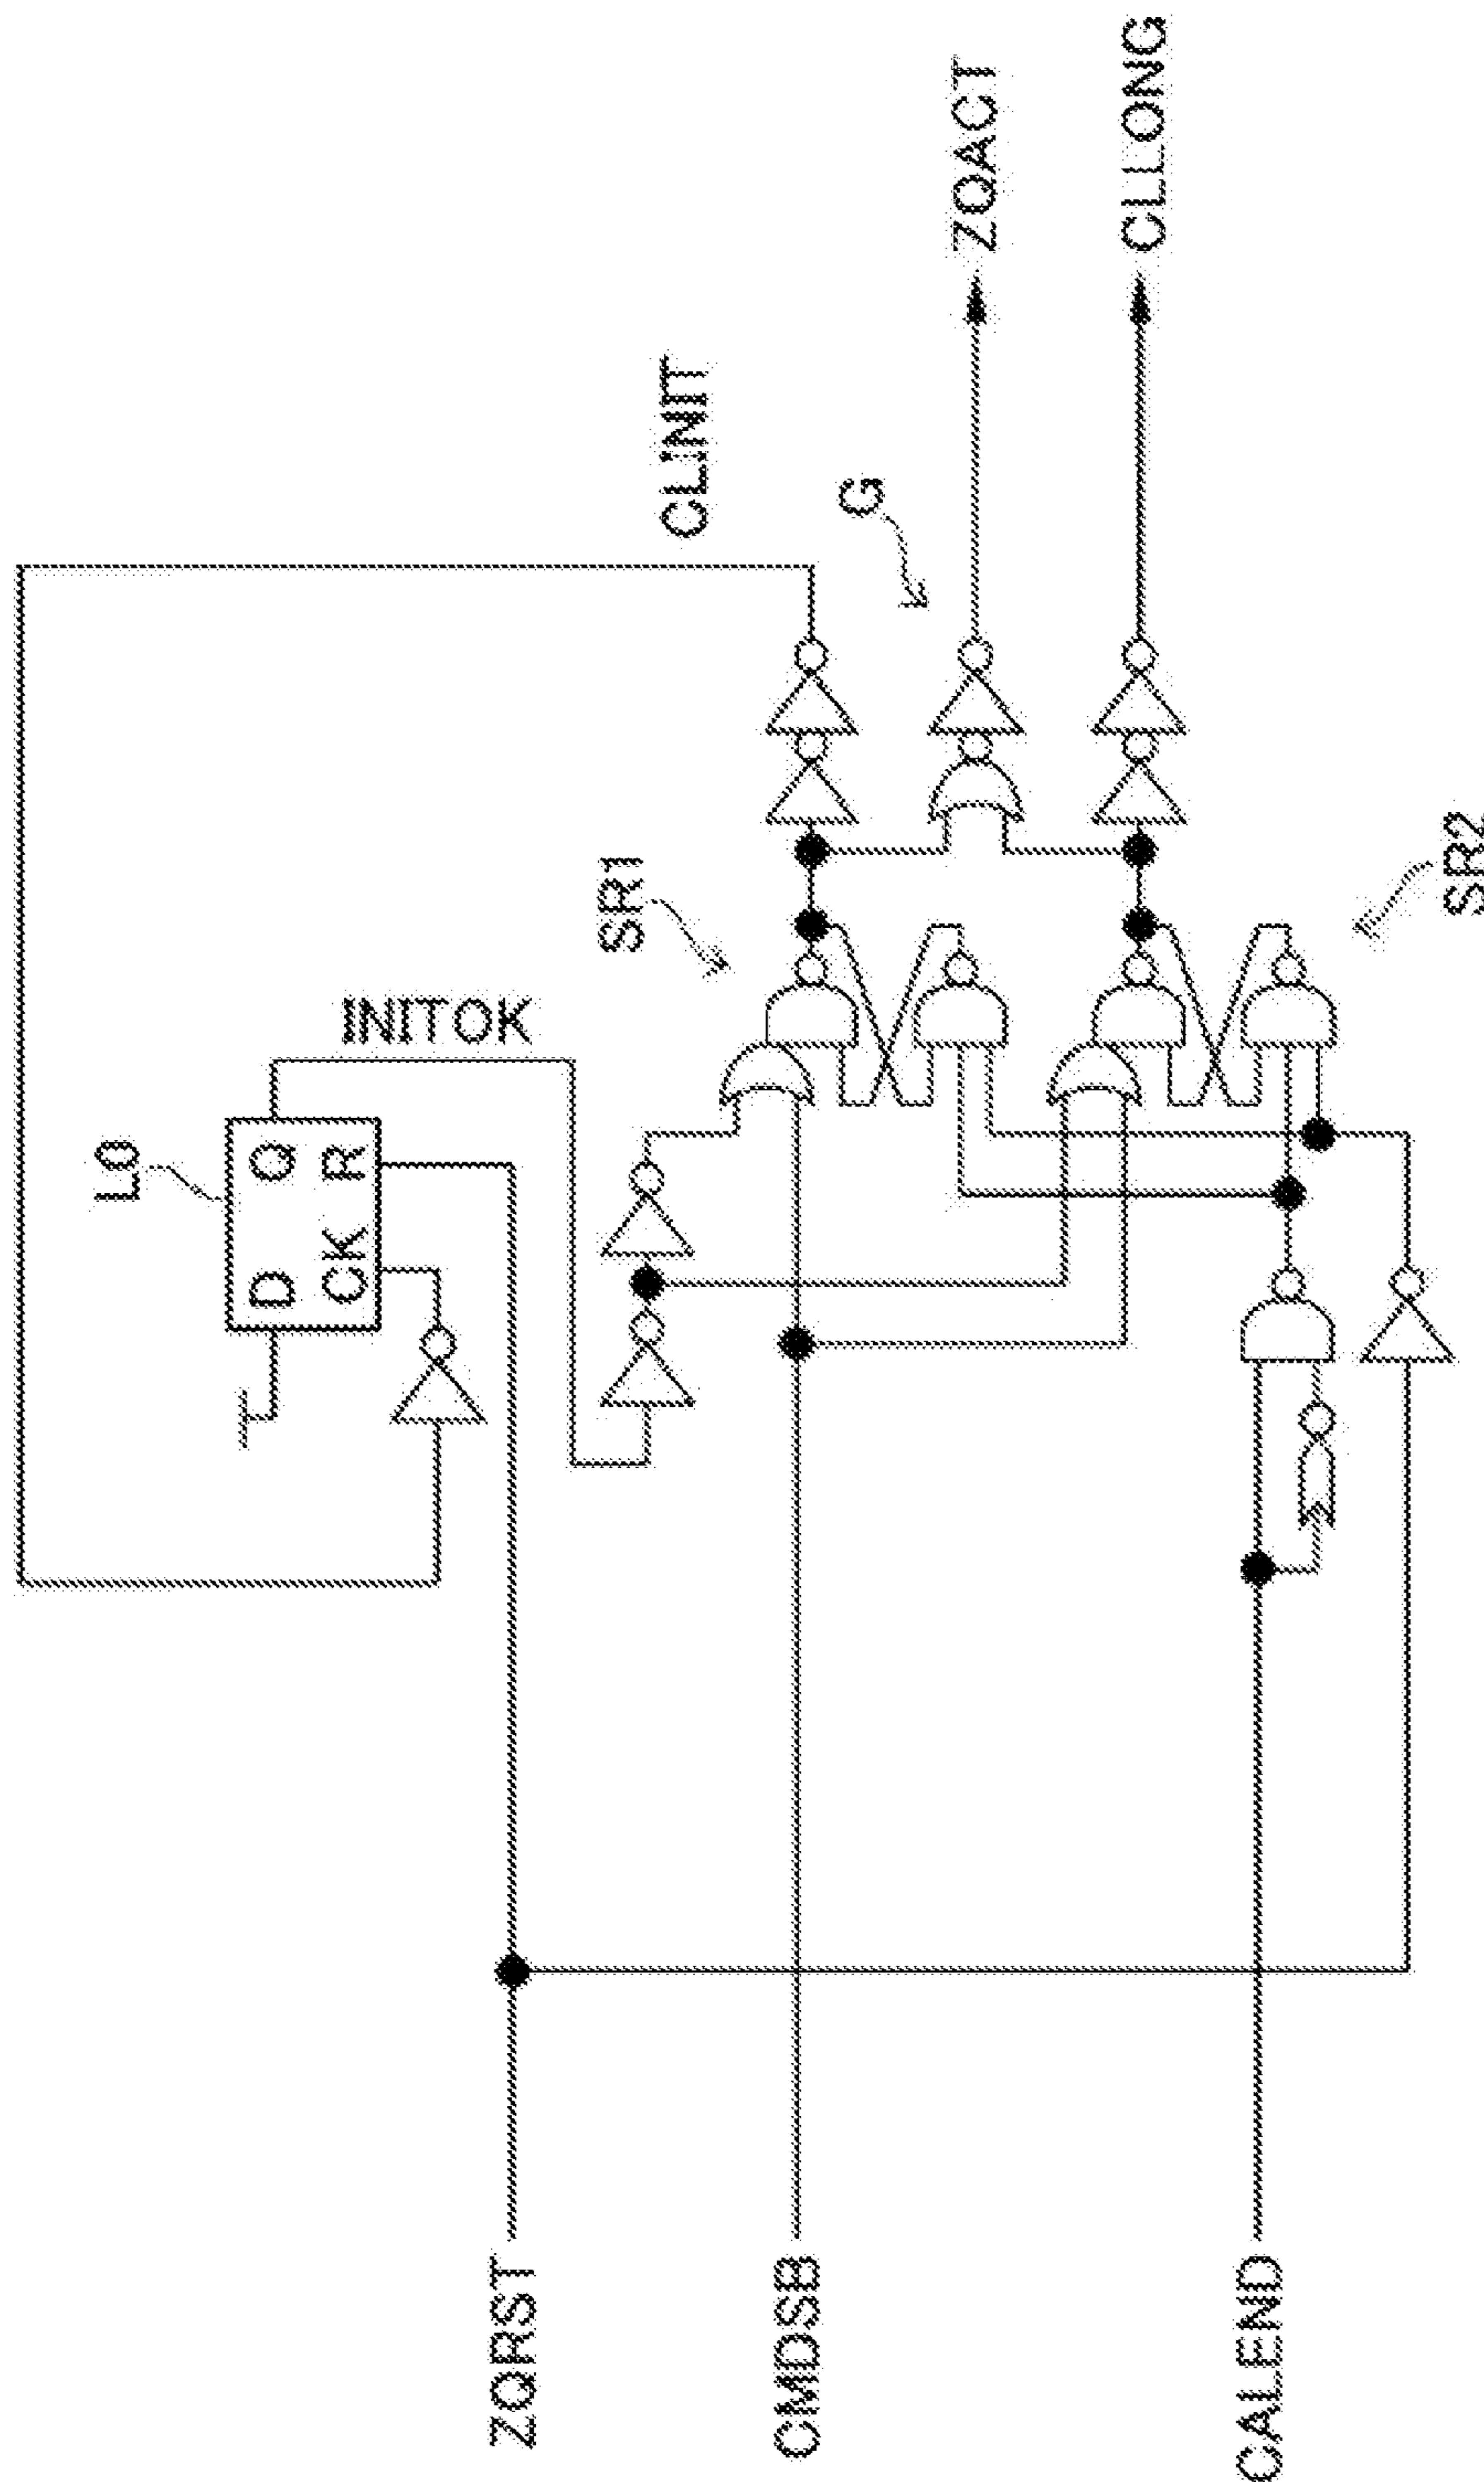 L0
D
Q
CK
R
INITOK
CLINIT
SR1
G
ZQACT
CLLONG
SR2
ZQRST
CMDSB
CALEND